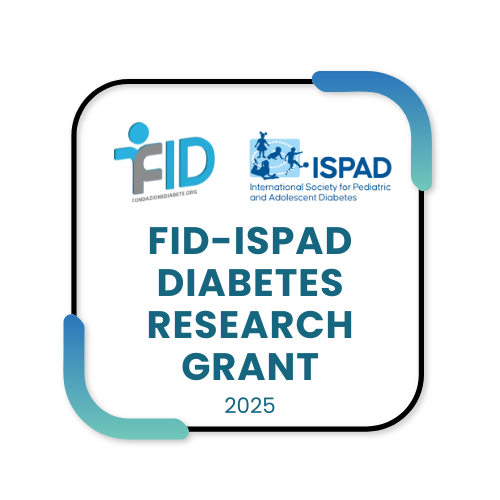 FID
FONDAZIONEDIABETE.ORG
ISPAD
International Society for Pediatric
and Adolescent Diabetes
FID-ISPAD
DIABETES
RESEARCH
GRANT
2025